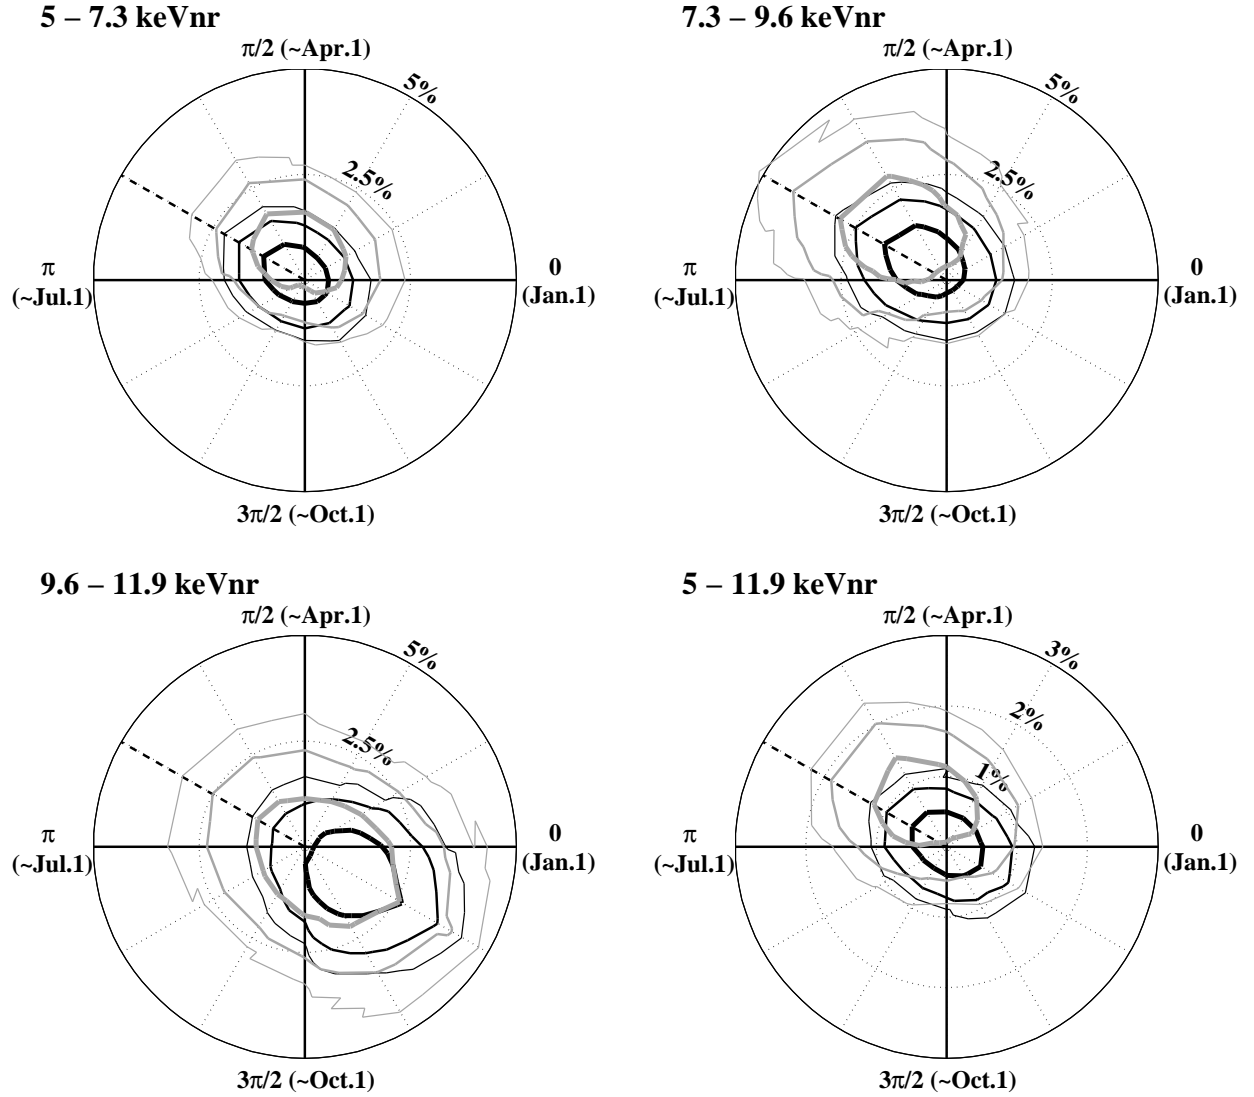 5 – 7.3 keVnr
π/2 (~Apr.1)
5%
2.5%
π
(~Jul.1)
0
(Jan.1)
3π/2 (~Oct.1)
7.3 – 9.6 keVnr
π/2 (~Apr.1)
5%
2.5%
π
(~Jul.1)
0
(Jan.1)
3π/2 (~Oct.1)
9.6 – 11.9 keVnr
π/2 (~Apr.1)
5%
2.5%
π
(~Jul.1)
0
(Jan.1)
3π/2 (~Oct.1)
5 – 11.9 keVnr
π/2 (~Apr.1)
3%
2%
1%
π
(~Jul.1)
0
(Jan.1)
3π/2 (~Oct.1)